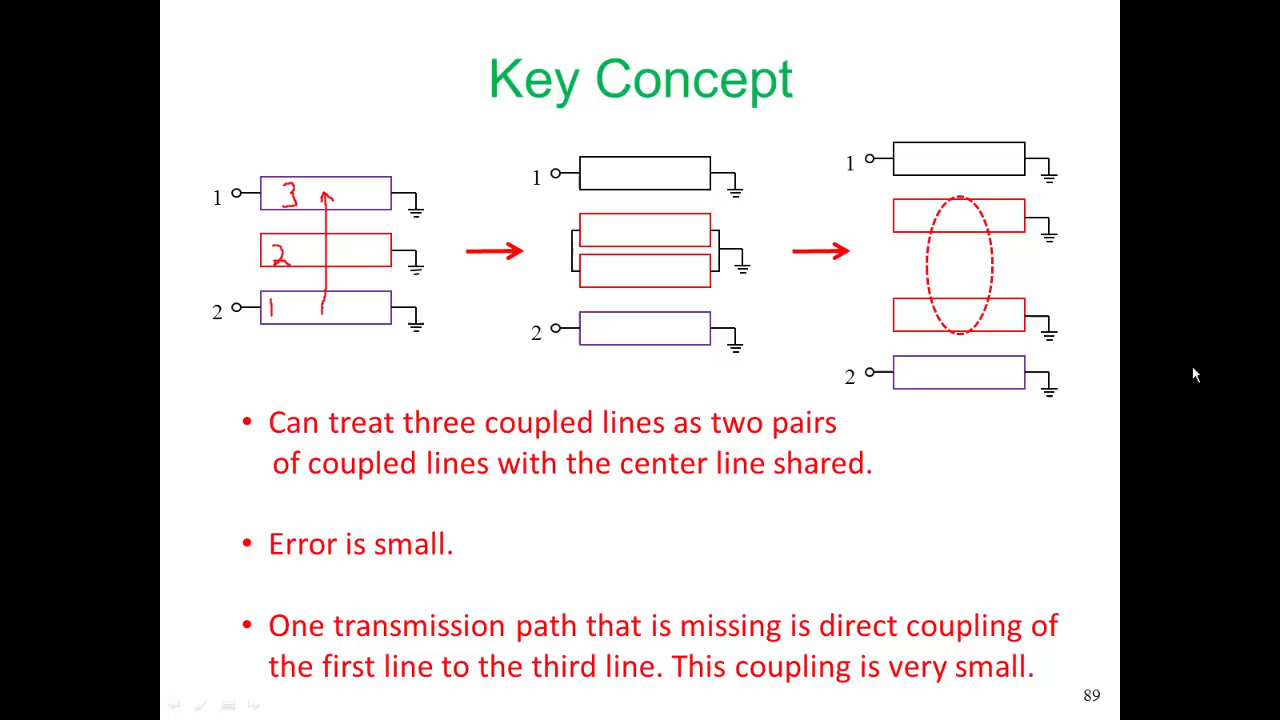 Key Concept
1 3
2
2 1
1
2
1
2
• Can treat three coupled lines as two pairs
of coupled lines with the center line shared.
• Error is small.
• One transmission path that is missing is direct coupling of
the first line to the third line. This coupling is very small.
89